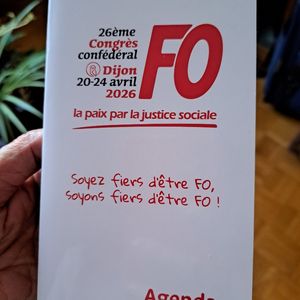 26ème
Congrès
confédéral
Dijon
20-24 avril
2026
FO
la paix par la justice sociale
Soyez fiers d'être FO,
soyons fiers d'être FO !
Agenda